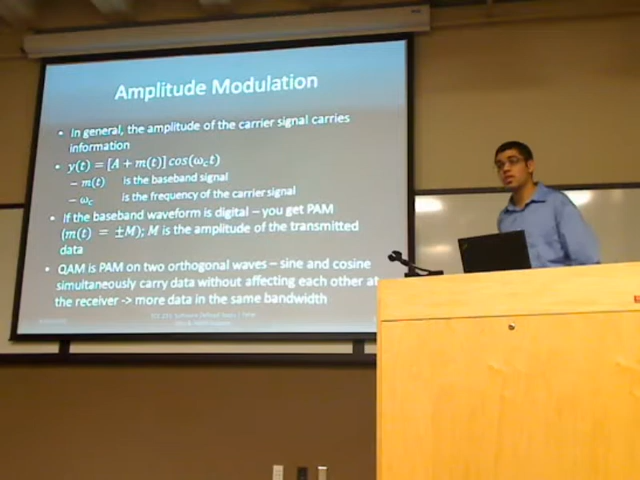 Amplitude Modulation
• In general, the amplitude of the carrier signal carries
information
• y(t) = [A + m(t)] cos(ω_c t)
– m(t) is the baseband signal
– ω_c is the frequency of the carrier signal
• If the baseband waveform is digital – you get PAM
(m(t) = ±M); M is the amplitude of the transmitted
data
• QAM is PAM on two orthogonal waves – sine and cosine
simultaneously carry data without affecting each other at
the receiver -> more data in the same bandwidth